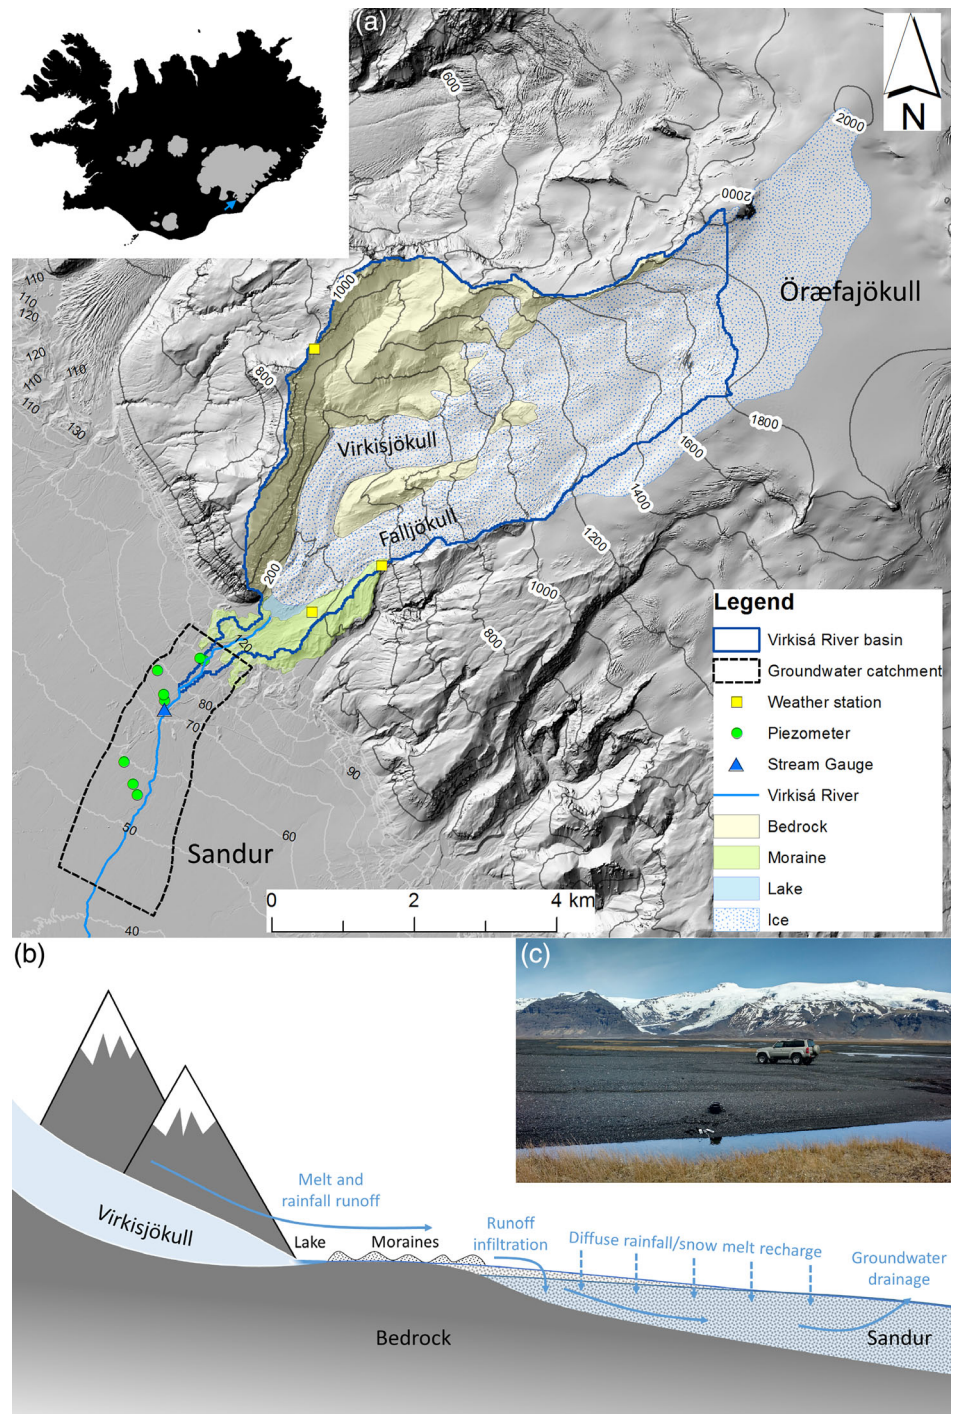 (a)
N
600
2000
2000
1000
Öræfajökull
110
110
120
120
110
110
110
130
800
1800
1600
1400
1200
1000
800
Virkisjökull
Falljökull
200
120
80
70
90
60
50
40
Sandur
0 2 4 km
Legend
Virkisá River basin
Groundwater catchment
Weather station
Piezometer
Stream Gauge
Virkisá River
Bedrock
Moraine
Lake
Ice
(b)
(c)
Melt and
rainfall runoff
Virkisjökull
Lake
Moraines
Runoff
infiltration
Diffuse rainfall/snow melt recharge
Groundwater
drainage
Bedrock
Sandur